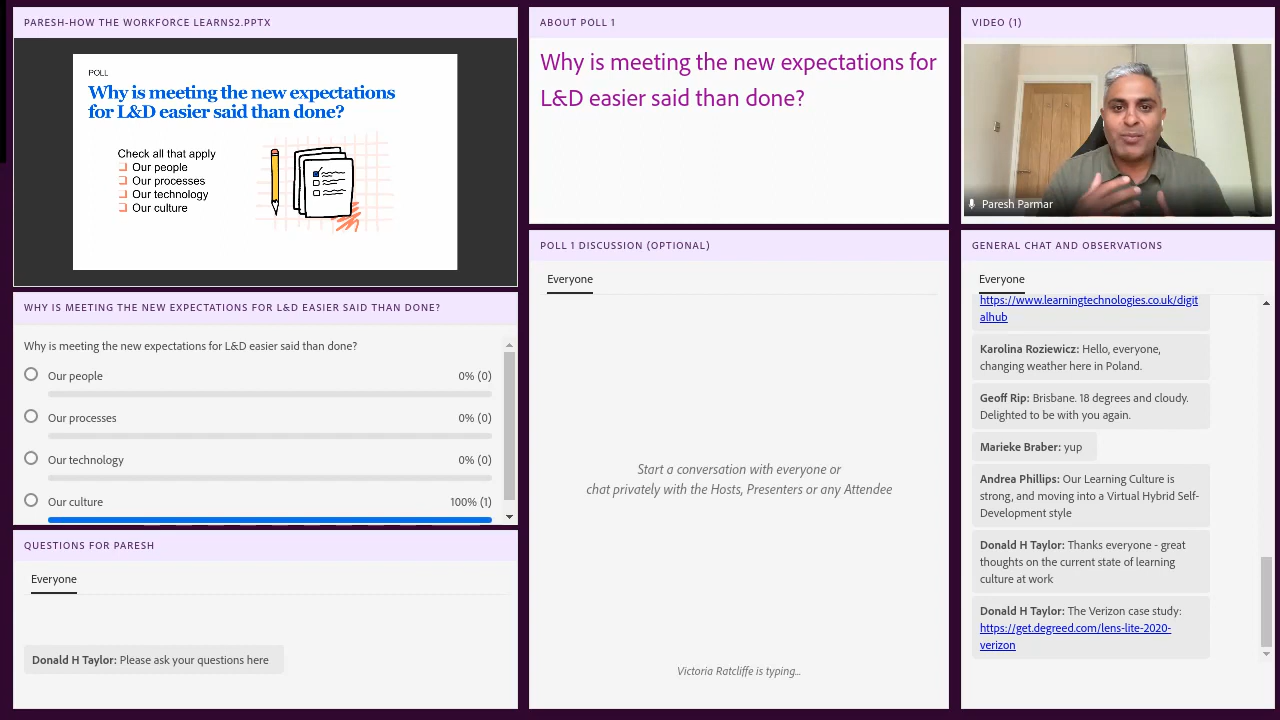 PARESH-HOW THE WORKFORCE LEARNS2.PPTX
POLL
Why is meeting the new expectations
for L&D easier said than done?
Check all that apply
Our people
Our processes
Our technology
Our culture
WHY IS MEETING THE NEW EXPECTATIONS FOR L&D EASIER SAID THAN DONE?
Why is meeting the new expectations for L&D easier said than done?
Our people 0% (0)
Our processes 0% (0)
Our technology 0% (0)
Our culture 100% (1)
QUESTIONS FOR PARESH
Everyone
Donald H Taylor: Please ask your questions here
ABOUT POLL 1
Why is meeting the new expectations for
L&D easier said than done?
POLL 1 DISCUSSION (OPTIONAL)
Everyone
Start a conversation with everyone or
chat privately with the Hosts, Presenters or any Attendee
Victoria Ratcliffe is typing...
VIDEO (1)
Paresh Parmar
GENERAL CHAT AND OBSERVATIONS
Everyone
https://www.learningtechnologies.co.uk/digit
alhub
Karolina Roziewicz: Hello, everyone,
changing weather here in Poland.
Geoff Rip: Brisbane. 18 degrees and cloudy.
Delighted to be with you again.
Marieke Braber: yup
Andrea Phillips: Our Learning Culture is
strong, and moving into a Virtual Hybrid Self-
Development style
Donald H Taylor: Thanks everyone - great
thoughts on the current state of learning
culture at work
Donald H Taylor: The Verizon case study:
https://get.degreed.com/lens-lite-2020-
verizon